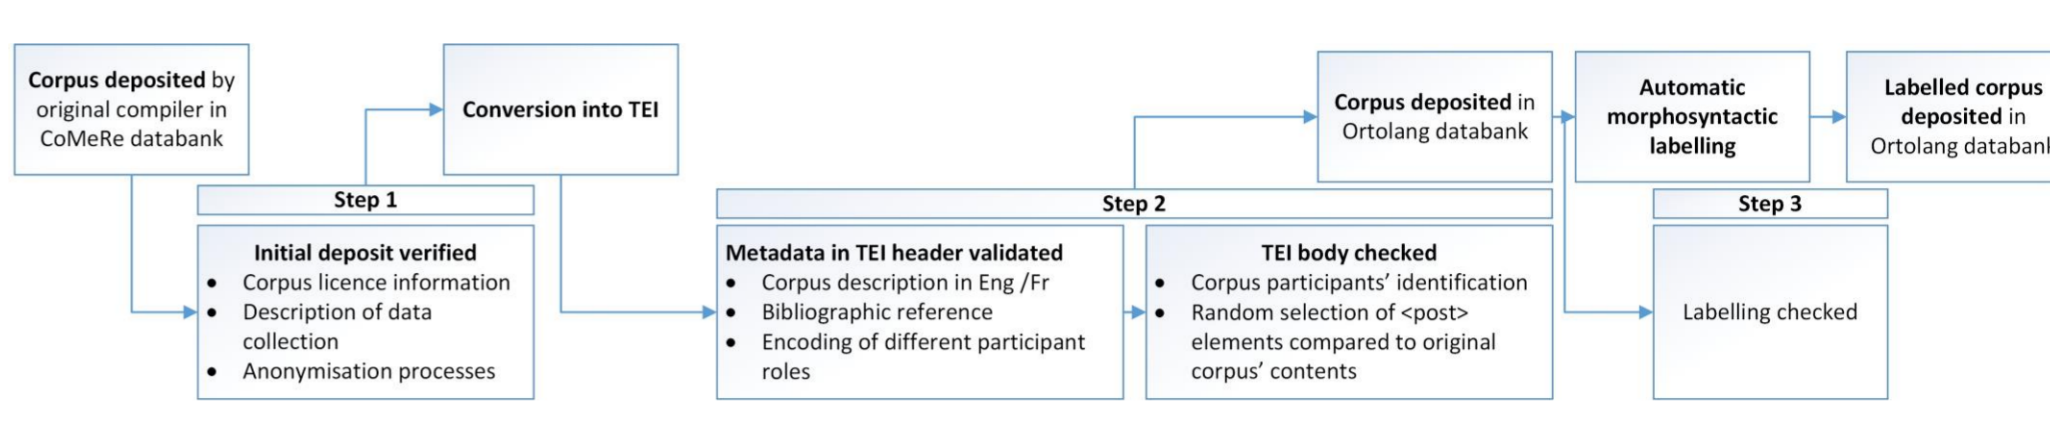 Corpus deposited by
original compiler in
CoMeRe databank
Step 1
Initial deposit verified
• Corpus licence information
• Description of data
collection
• Anonymisation processes
Conversion into TEI
Step 2
Metadata in TEI header validated
• Corpus description in Eng /Fr
• Bibliographic reference
• Encoding of different participant
roles
TEI body checked
• Corpus participants’ identification
• Random selection of <post>
elements compared to original
corpus’ contents
Corpus deposited in
Ortolang databank
Automatic
morphosyntactic
labelling
Step 3
Labelling checked
Labelled corpus
deposited in
Ortolang databank